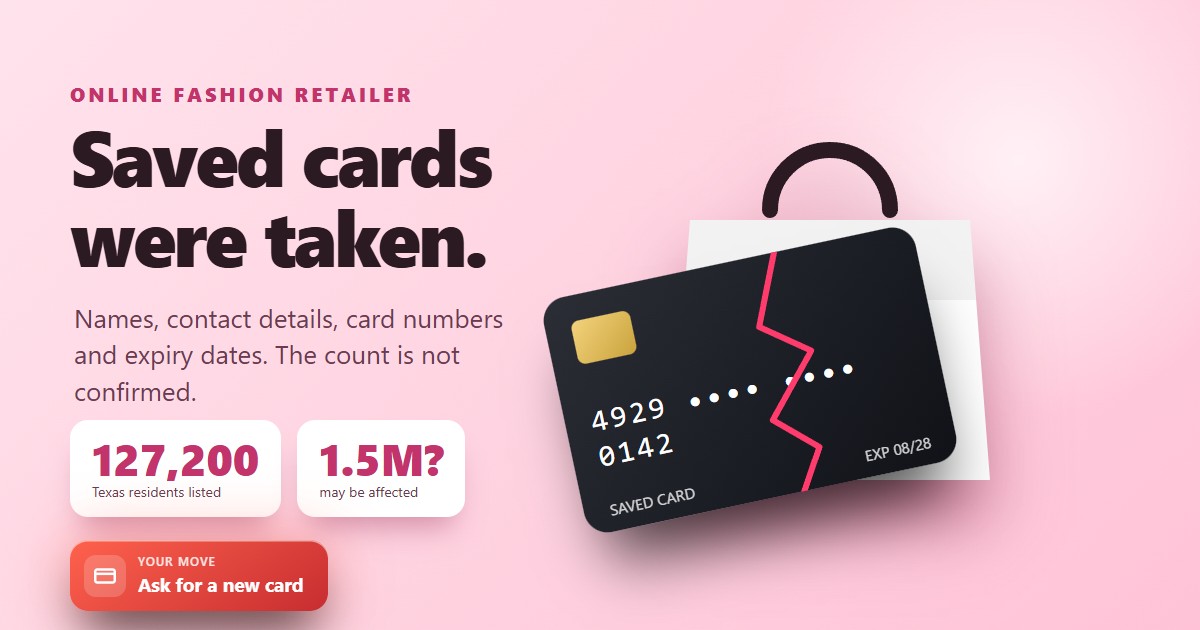 ONLINE FASHION RETAILER
Saved cards
were taken.
Names, contact details, card numbers
and expiry dates. The count is not
confirmed.
127,200
Texas residents listed
1.5M?
may be affected
YOUR MOVE
Ask for a new card
4929 •••• ••••
0142
SAVED CARD
EXP 08/28